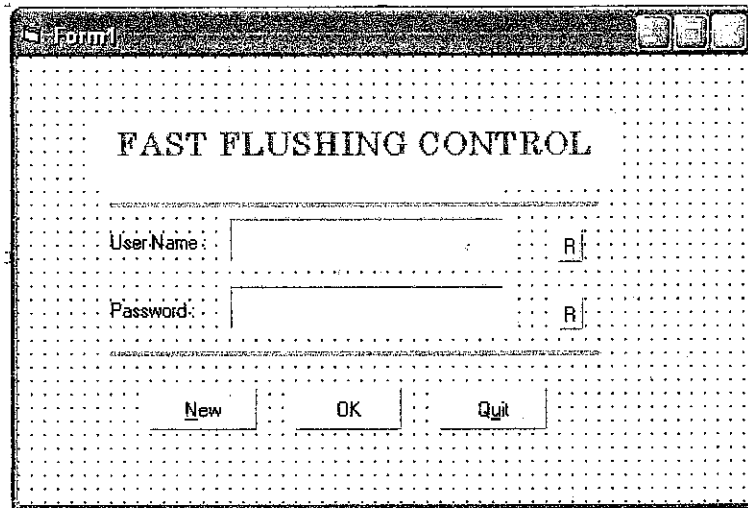 Form1
FAST FLUSHING CONTROL
User Name :
R
Password :
R
New
OK
Quit